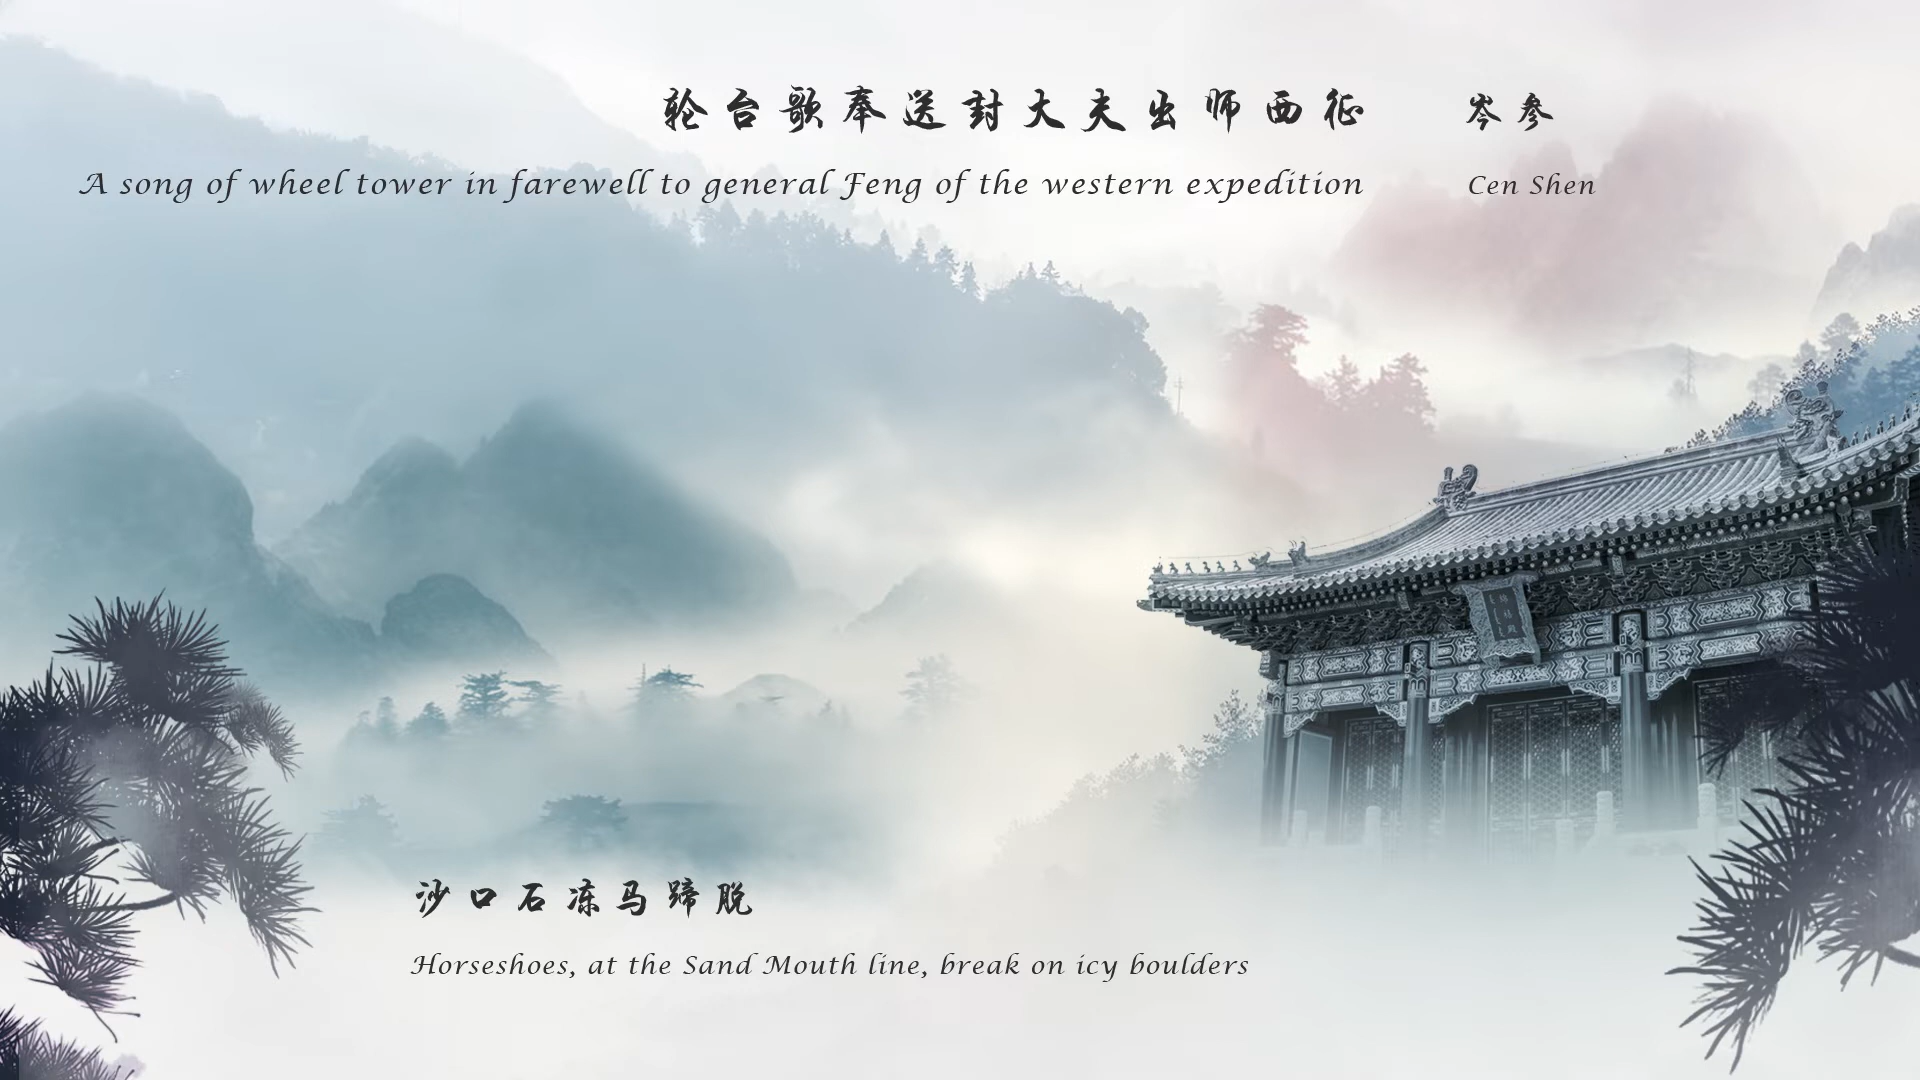 轮台歌奉送封大夫出师西征 岑参
A song of wheel tower in farewell to general Feng of the western expedition Cen Shen
沙口石冻马蹄脱
Horseshoes, at the Sand Mouth line, break on icy boulders